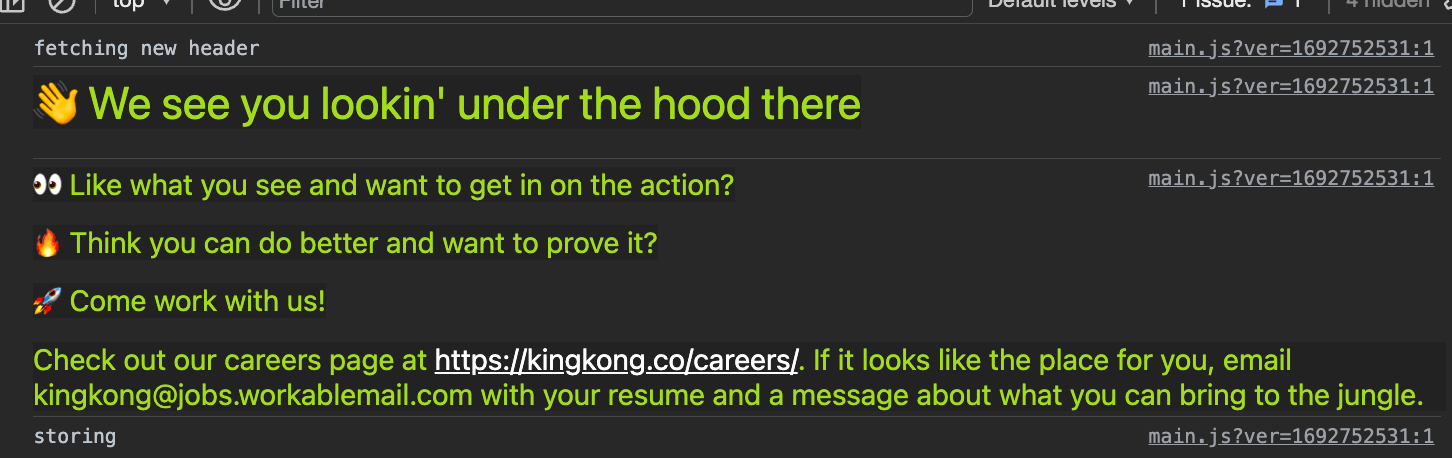 top Filter Default levels 1 Issue: 1 4 hidden
fetching new header main.js?ver=1692752531:1
👋 We see you lookin' under the hood there main.js?ver=1692752531:1
👀 Like what you see and want to get in on the action? main.js?ver=1692752531:1
🔥 Think you can do better and want to prove it?
🚀 Come work with us!
Check out our careers page at https://kingkong.co/careers/. If it looks like the place for you, email
kingkong@jobs.workablemail.com with your resume and a message about what you can bring to the jungle.
storing main.js?ver=1692752531:1